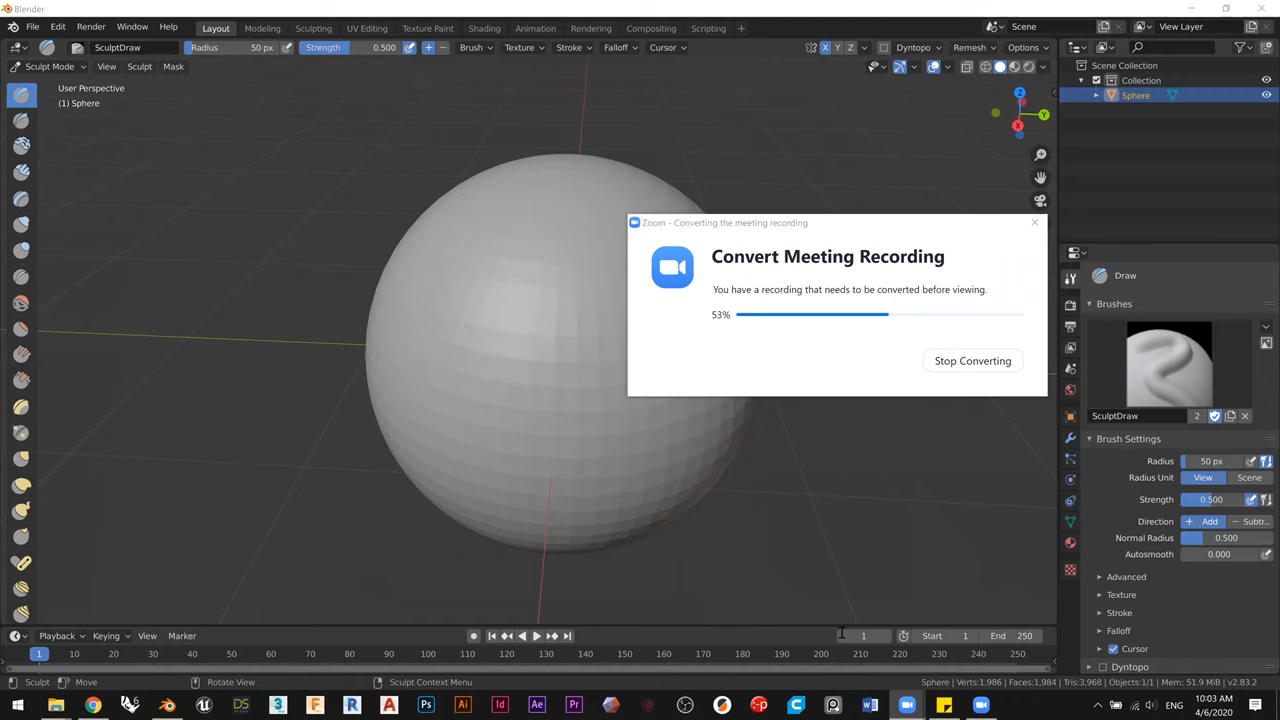 Blender
File Edit Render Window Help Layout Modeling Sculpting UV Editing Texture Paint Shading Animation Rendering Compositing Scripting + Scene View Layer
SculptDraw Radius 50 px Strength 0.500 + − Brush Texture Stroke Falloff Cursor X Y Z Dyntopo Remesh Options
Sculpt Mode View Sculpt Mask
Scene Collection
Collection
Sphere
User Perspective
(1) Sphere
Z
Y
X
Zoom - Converting the meeting recording
Convert Meeting Recording
You have a recording that needs to be converted before viewing.
53%
Stop Converting
Draw
Brushes
SculptDraw 2
Brush Settings
Radius 50 px
Radius Unit View Scene
Strength 0.500
Direction + Add − Subtr...
Normal Radius 0.500
Autosmooth 0.000
Advanced
Texture
Stroke
Falloff
Cursor
Dyntopo
Playback Keying View Marker 1 Start 1 End 250
1 10 20 30 40 50 60 70 80 90 100 110 120 130 140 150 160 170 180 190 200 210 220 230 240 250
Sculpt Move Rotate View Sculpt Context Menu Sphere | Verts:1,986 | Faces:1,984 | Tris:3,968 | Objects:1/1 | Mem: 51.9 MiB | v2.83.2
DS 3 F R A Ps Ai Id Ae Pr ENG
10:03 AM
4/6/2020